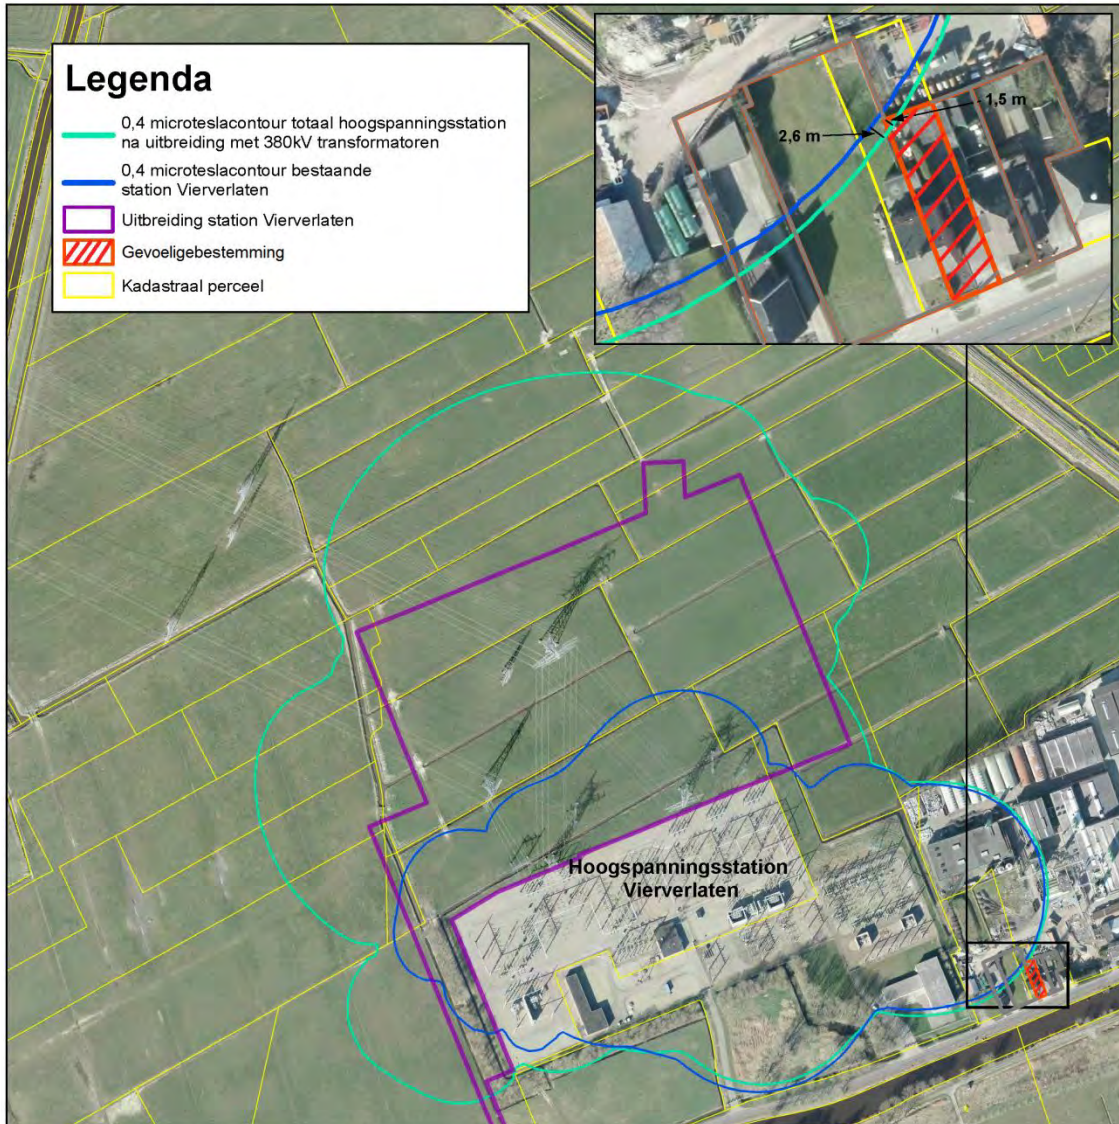 Legenda
0,4 microteslacontour totaal hoogspanningsstation
na uitbreiding met 380kV transformatoren
0,4 microteslacontour bestaande
station Vierverlaten
Uitbreiding station Vierverlaten
Gevoeligebestemming
Kadastraal perceel
1,5 m
2,6 m
Hoogspanningsstation
Vierverlaten